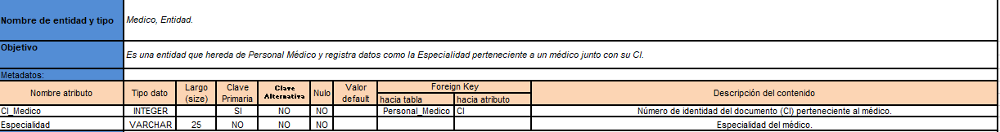 Nombre de entidad y tipo Medico, Entidad.
Objetivo Es una entidad que hereda de Personal Médico y registra datos como la Especialidad perteneciente a un médico junto con su CI.
Metadatos:
Nombre atributo Tipo dato Largo (size) Clave Primaria Clave Alternativa Nulo Valor default Foreign Key Descripción del contenido
hacia tabla hacia atributo
CI_Medico INTEGER SI NO NO Personal_Medico CI Número de identidad del documento (CI) perteneciente al médico.
Especialidad VARCHAR 25 NO NO NO Especialidad del médico.